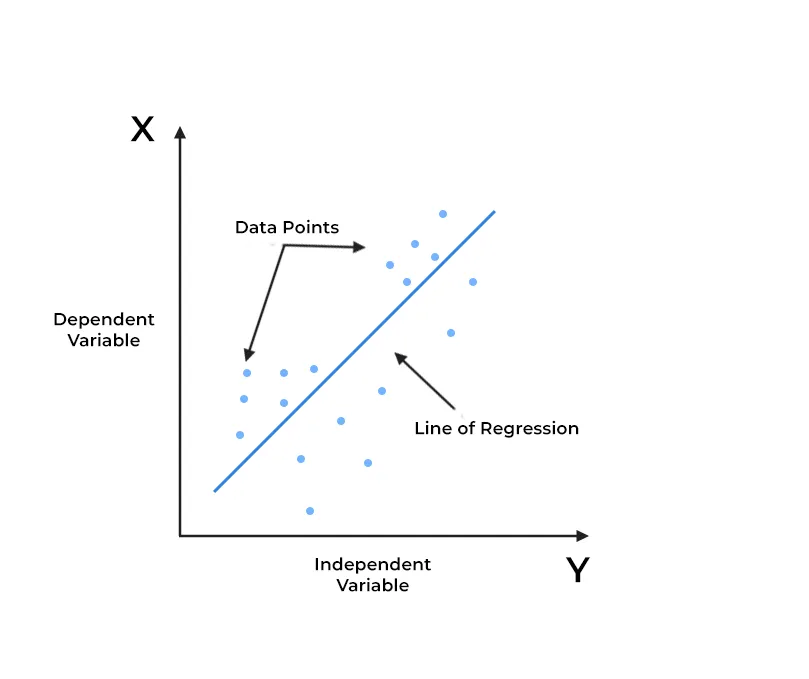 X
Data Points
Dependent
Variable
Line of Regression
Independent
Variable
Y